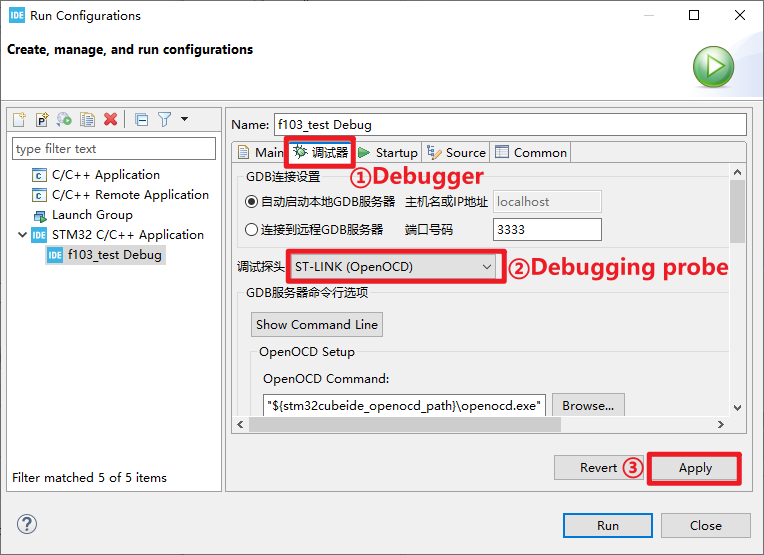 IDE Run Configurations
Create, manage, and run configurations
type filter text
C/C++ Application
C/C++ Remote Application
Launch Group
IDE STM32 C/C++ Application
IDE f103_test Debug
Filter matched 5 of 5 items
Name: f103_test Debug
Main 调试器 Startup Source Common
①Debugger
GDB连接设置
自动启动本地GDB服务器 主机名或IP地址 localhost
连接到远程GDB服务器 端口号码 3333
调试探头 ST-LINK (OpenOCD) ②Debugging probe
GDB服务器命令行选项
Show Command Line
OpenOCD Setup
OpenOCD Command:
"${stm32cubeide_openocd_path}\openocd.exe" Browse...
Revert ③ Apply
? Run Close